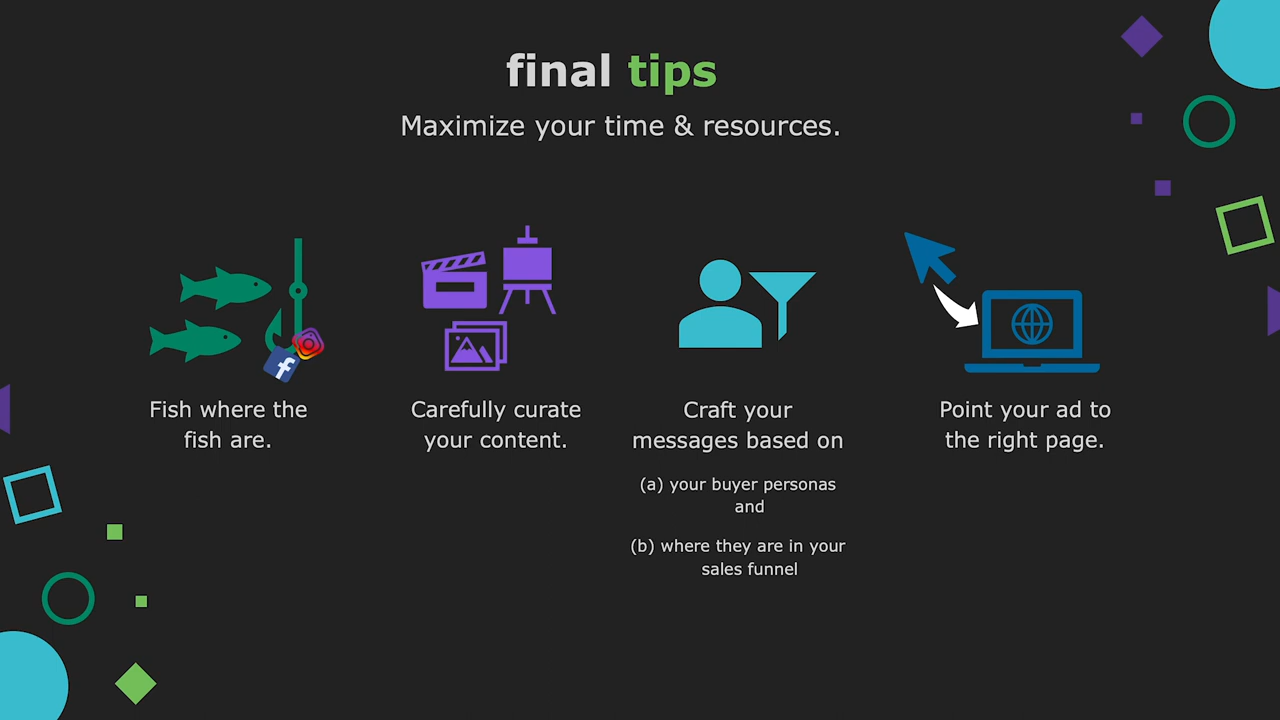 final tips
Maximize your time & resources.
Fish where the
fish are.
Carefully curate
your content.
Craft your
messages based on
(a) your buyer personas
and
(b) where they are in your
sales funnel
Point your ad to
the right page.